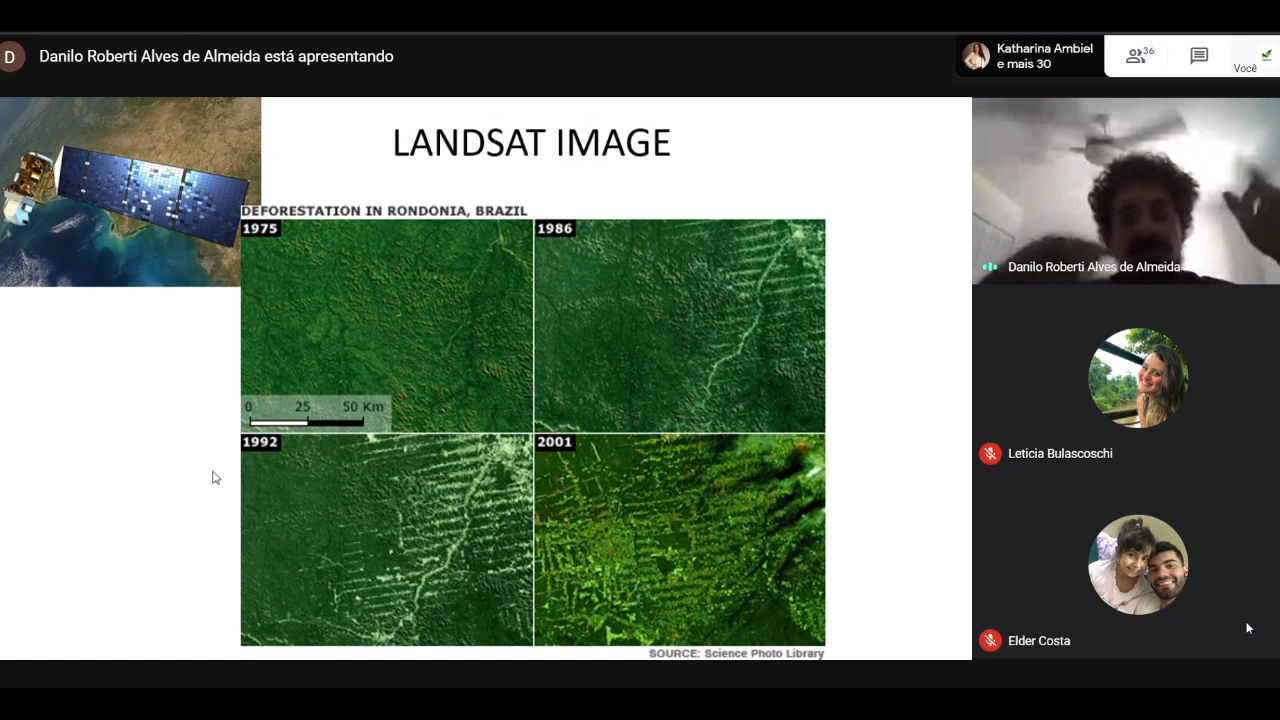 D
Danilo Roberti Alves de Almeida está apresentando
Katharina Ambiel
e mais 30
36
Você
LANDSAT IMAGE
DEFORESTATION IN RONDONIA, BRAZIL
1975
1986
0 25 50 Km
1992
2001
SOURCE: Science Photo Library
Danilo Roberti Alves de Almeida
Leticia Bulascoschi
Elder Costa